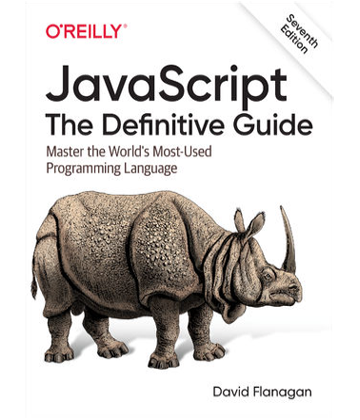 O'REILLY®
Seventh
Edition
JavaScript
The Definitive Guide
Master the World's Most-Used
Programming Language
David Flanagan